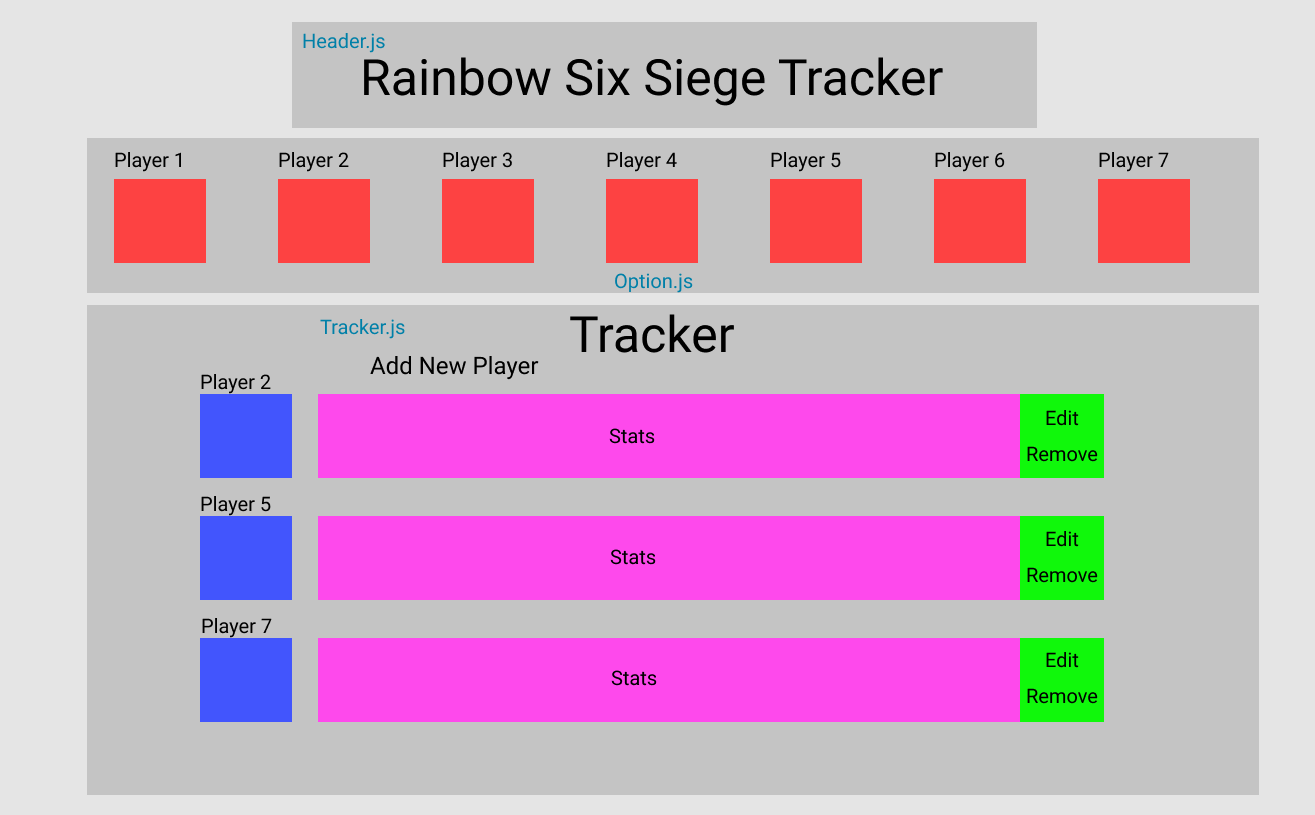 Header.js
Rainbow Six Siege Tracker
Player 1
Player 2
Player 3
Player 4
Player 5
Player 6
Player 7
Option.js
Tracker.js
Tracker
Add New Player
Player 2
Stats
Edit
Remove
Player 5
Stats
Edit
Remove
Player 7
Stats
Edit
Remove